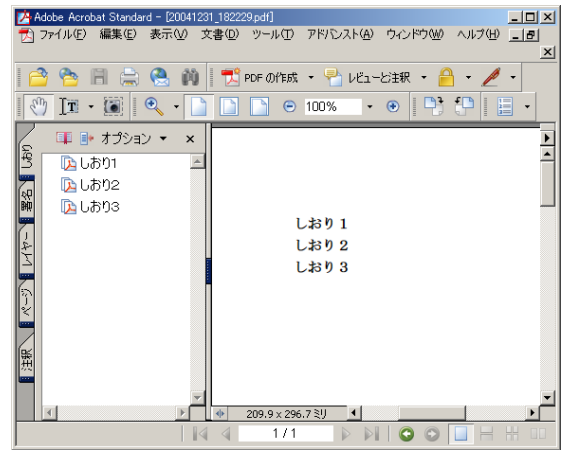 Adobe Acrobat Standard - [20041231_182229.pdf]
ファイル(F) 編集(E) 表示(V) 文書(D) ツール(T) アドバンスト(A) ウィンドウ(W) ヘルプ(H)
PDF の作成 レビューと注釈
100%
オプション
しおり
しおり1
しおり2
しおり3
署名
レイヤー
ページ
注釈
しおり 1
しおり 2
しおり 3
209.9 x 296.7 ミリ
1 / 1